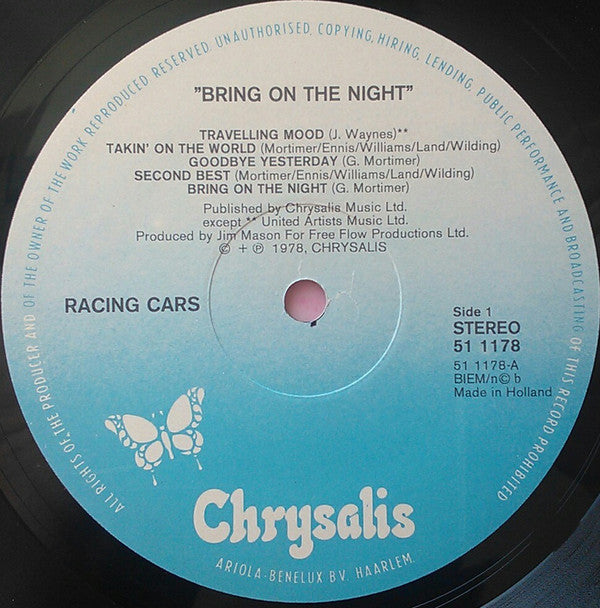 ALL RIGHTS OF THE PRODUCER AND OF THE OWNER OF THE WORK REPRODUCED RESERVED. UNAUTHORISED, COPYING, HIRING, LENDING, PUBLIC PERFORMANCE AND BROADCASTING OF THIS RECORD PROHIBITED
"BRING ON THE NIGHT"
TRAVELLING MOOD (J. Waynes)**
TAKIN' ON THE WORLD (Mortimer/Ennis/Williams/Land/Wilding)
GOODBYE YESTERDAY (G. Mortimer)
SECOND BEST (Mortimer/Ennis/Williams/Land/Wilding)
BRING ON THE NIGHT (G. Mortimer)
Published by Chrysalis Music Ltd.
except ** United Artists Music Ltd.
Produced by Jim Mason For Free Flow Productions Ltd.
© + ℗ 1978, CHRYSALIS
RACING CARS
Side 1
STEREO
51 1178
51 1178-A
BIEM/n©b
Made in Holland
Chrysalis
ARIOLA-BENELUX B.V. HAARLEM.